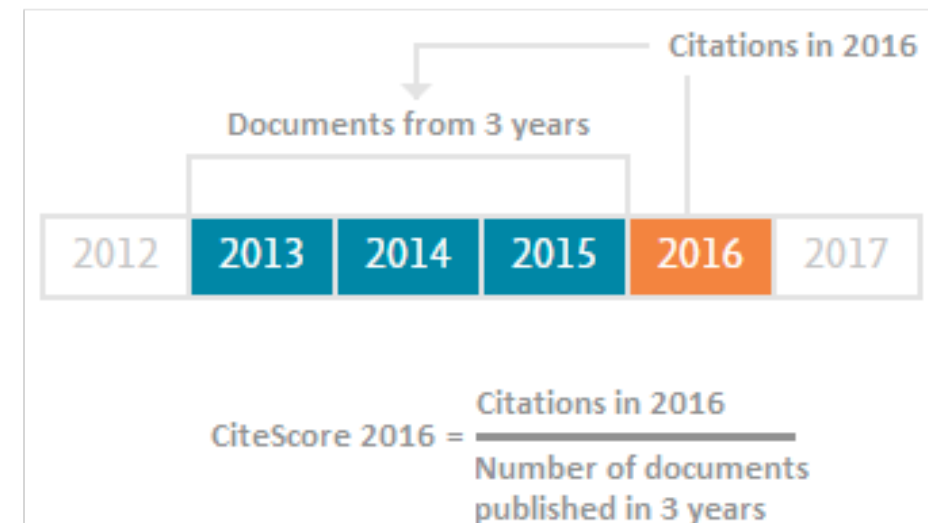 Citations in 2016
Documents from 3 years
2012 2013 2014 2015 2016 2017
Citations in 2016
CiteScore 2016 =
Number of documents
published in 3 years